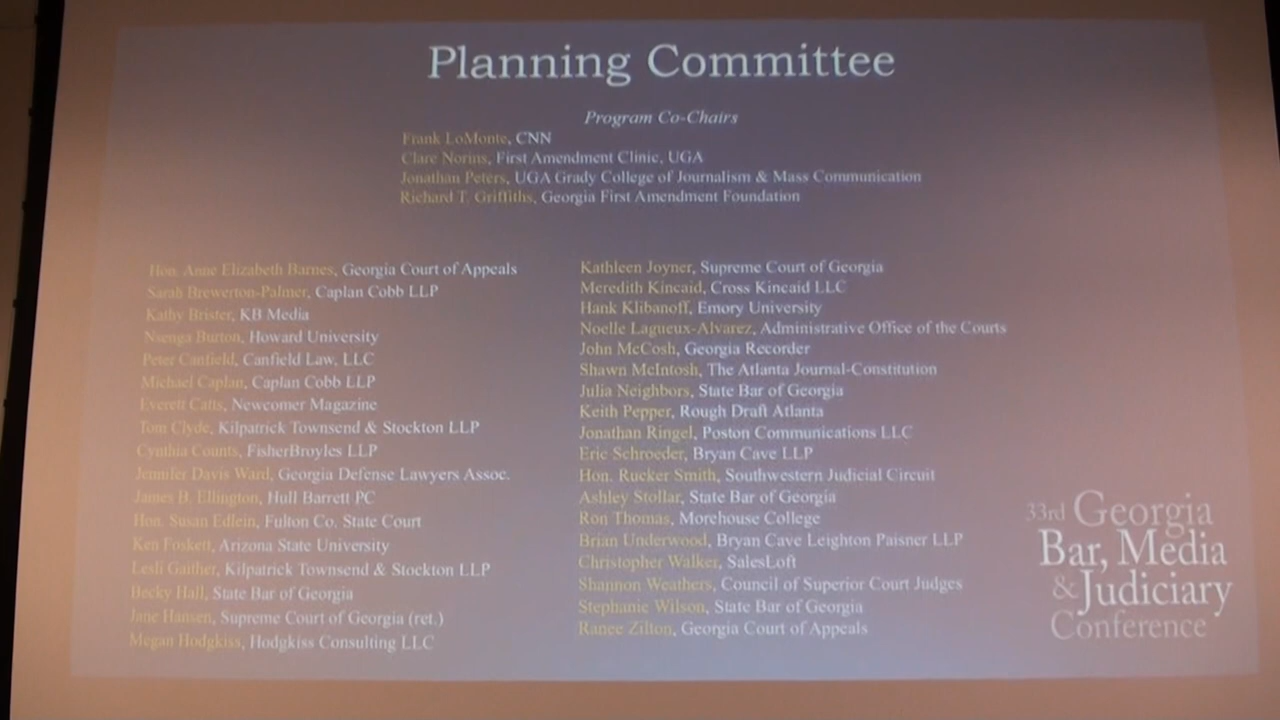 Planning Committee
Program Co-Chairs
Frank LoMonte, CNN
Clare Norins, First Amendment Clinic, UGA
Jonathan Peters, UGA Grady College of Journalism & Mass Communication
Richard T. Griffiths, Georgia First Amendment Foundation
Hon. Anne Elizabeth Barnes, Georgia Court of Appeals
Sarah Brewerton-Palmer, Caplan Cobb LLP
Kathy Brister, KB Media
Nsenga Burton, Howard University
Peter Canfield, Canfield Law, LLC
Michael Caplan, Caplan Cobb LLP
Everett Catts, Newcomer Magazine
Tom Clyde, Kilpatrick Townsend & Stockton LLP
Cynthia Counts, FisherBroyles LLP
Jennifer Davis Ward, Georgia Defense Lawyers Assoc.
James B. Ellington, Hull Barrett PC
Hon. Susan Edlein, Fulton Co. State Court
Ken Foskett, Arizona State University
Lesli Gaither, Kilpatrick Townsend & Stockton LLP
Becky Hall, State Bar of Georgia
Jane Hansen, Supreme Court of Georgia (ret.)
Megan Hodgkiss, Hodgkiss Consulting LLC
Kathleen Joyner, Supreme Court of Georgia
Meredith Kincaid, Cross Kincaid LLC
Hank Klibanoff, Emory University
Noelle Lagueux-Alvarez, Administrative Office of the Courts
John McCosh, Georgia Recorder
Shawn McIntosh, The Atlanta Journal-Constitution
Julia Neighbors, State Bar of Georgia
Keith Pepper, Rough Draft Atlanta
Jonathan Ringel, Poston Communications LLC
Eric Schroeder, Bryan Cave LLP
Hon. Rucker Smith, Southwestern Judicial Circuit
Ashley Stollar, State Bar of Georgia
Ron Thomas, Morehouse College
Brian Underwood, Bryan Cave Leighton Paisner LLP
Christopher Walker, SalesLoft
Shannon Weathers, Council of Superior Court Judges
Stephanie Wilson, State Bar of Georgia
Ranee Zilton, Georgia Court of Appeals
33rd Georgia
Bar, Media
& Judiciary
Conference